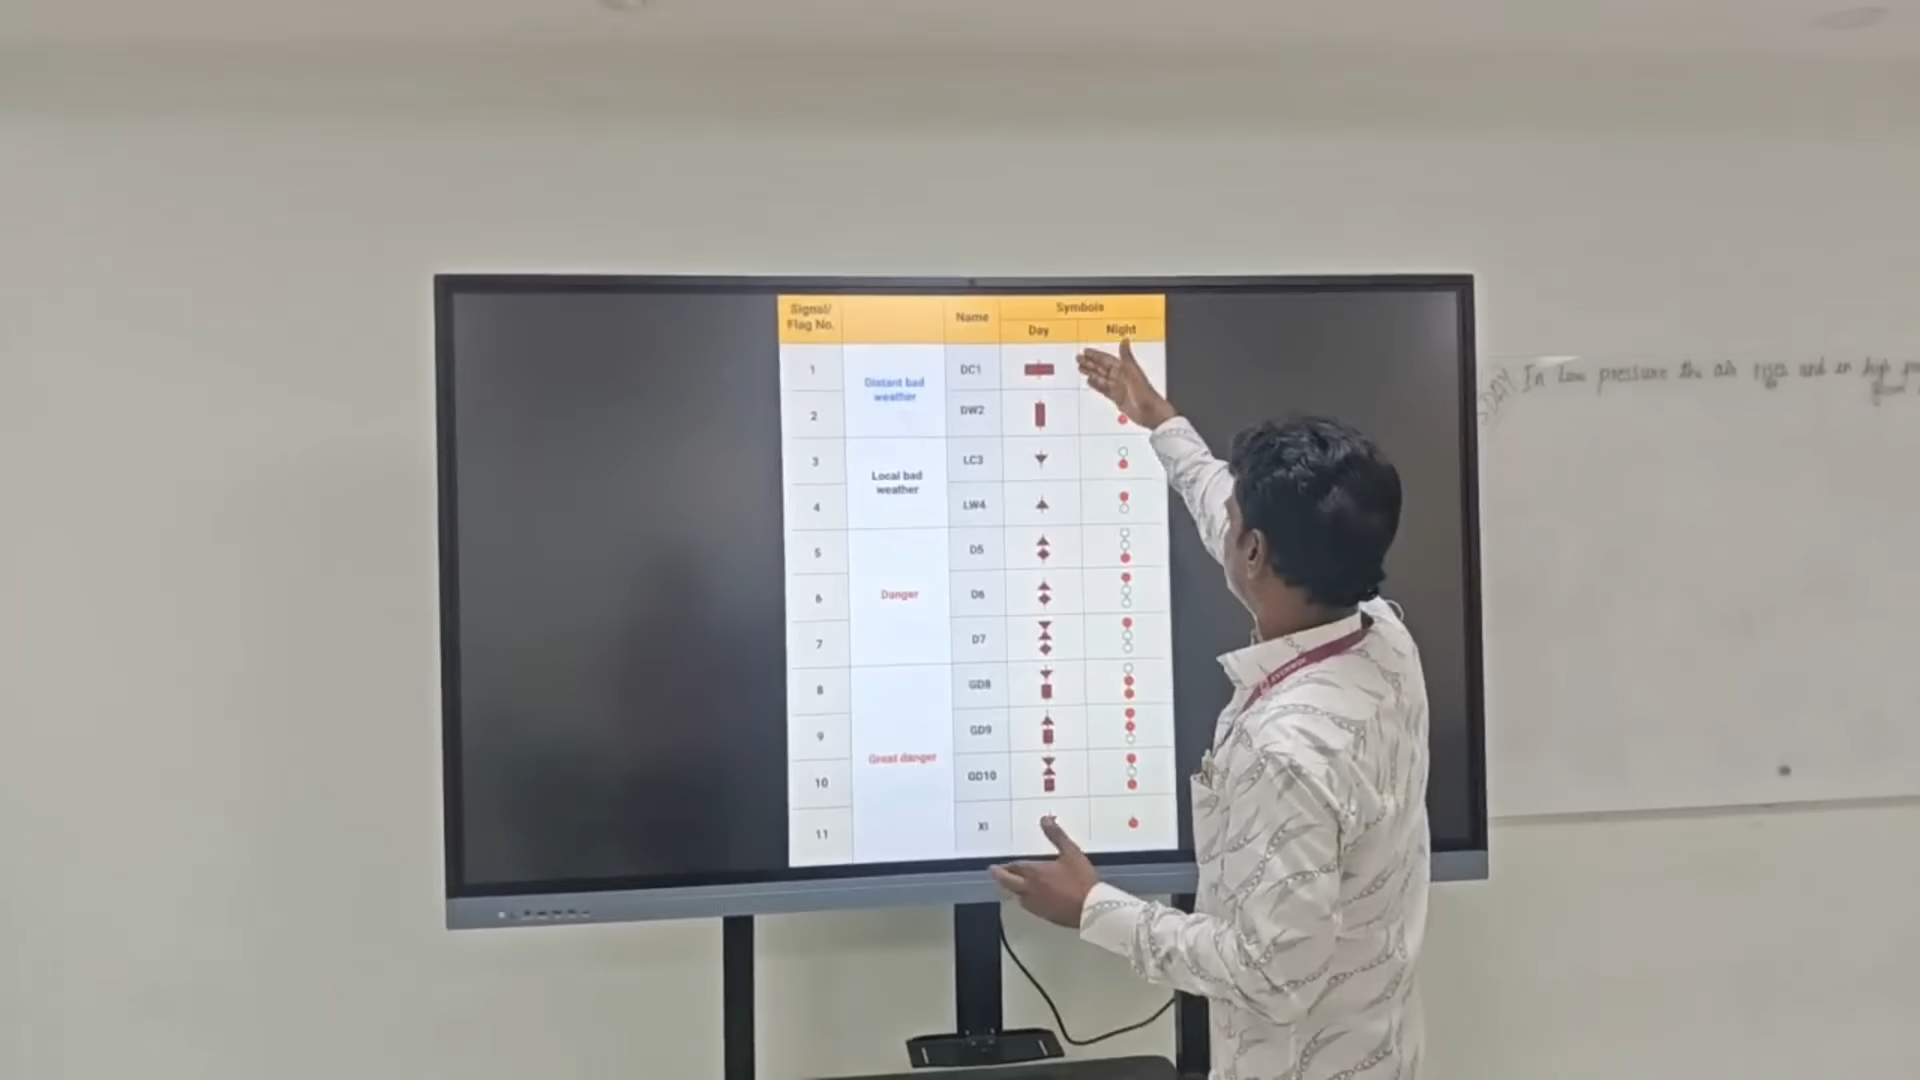 Signal/
Flag No.
Name
Symbols
Day
Night
1
Distant bad
weather
DC1
2
DW2
3
Local bad
weather
LC3
4
LW4
5
Danger
D5
6
D6
7
D7
8
Great danger
GD8
9
GD9
10
GD10
11
XI
In Low pressure the air rises and in high